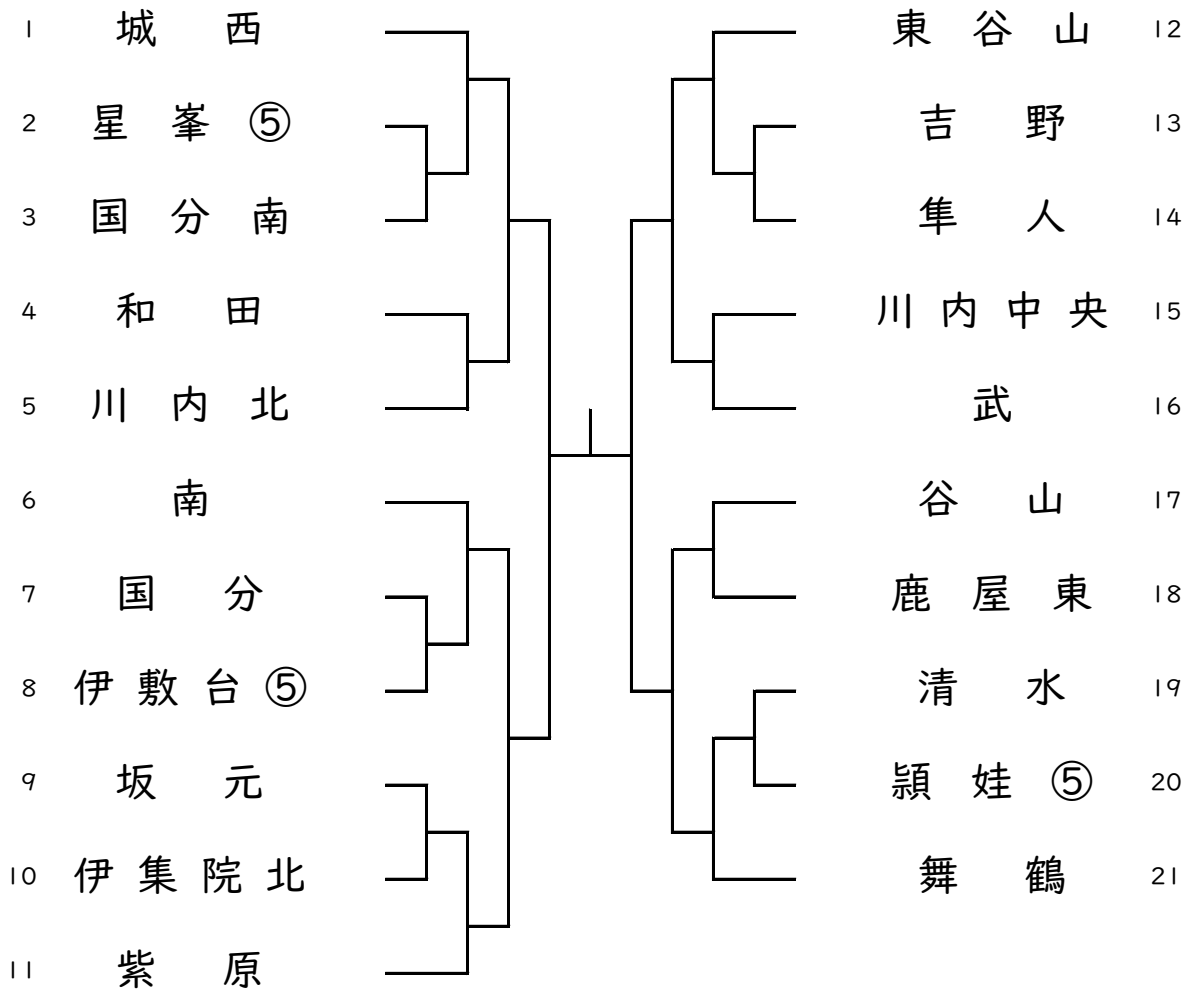 1 城西
2 星峯⑤
3 国分南
4 和田
5 川内北
6 南
7 国分
8 伊敷台⑤
9 坂元
10 伊集院北
11 紫原
東谷山 12
吉野 13
隼人 14
川内中央 15
武 16
谷山 17
鹿屋東 18
清水 19
頴娃⑤ 20
舞鶴 21